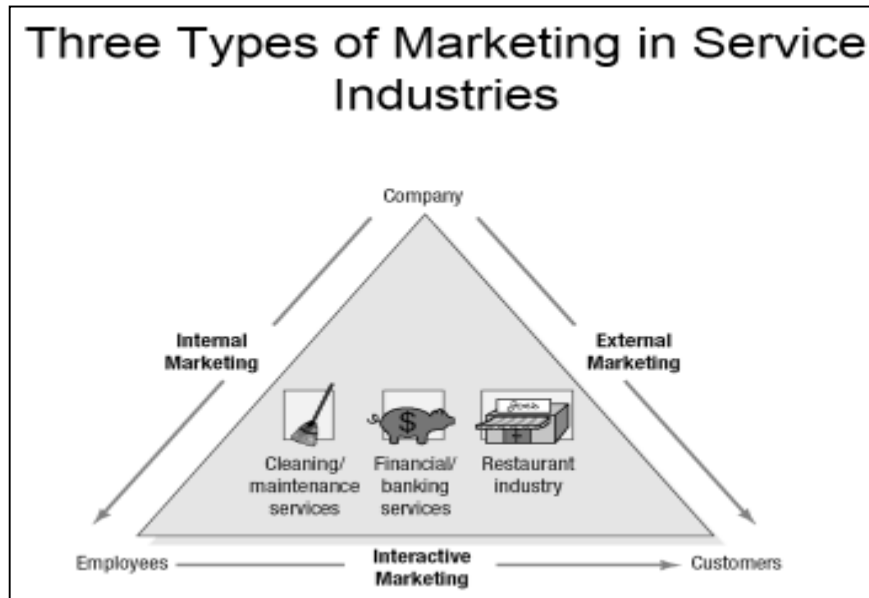 Three Types of Marketing in Service
Industries
Company
Internal
Marketing
External
Marketing
$
Cleaning/
maintenance
services
Financial/
banking
services
Restaurant
industry
Employees
Interactive
Marketing
Customers